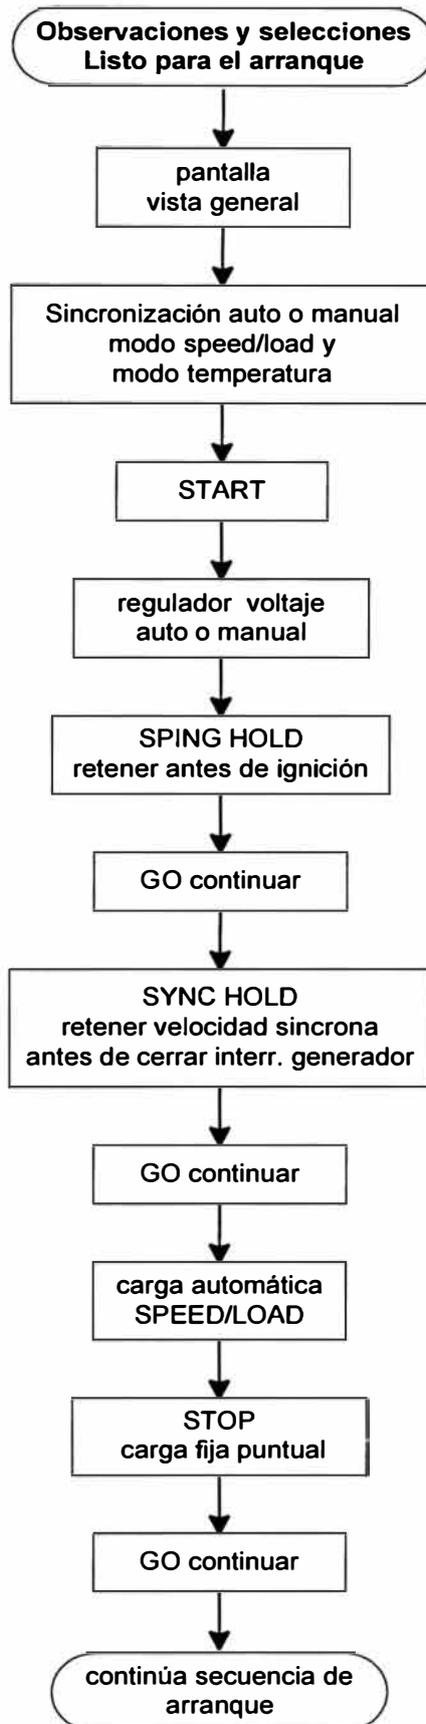 Observaciones y selecciones
Listo para el arranque
pantalla
vista general
Sincronización auto o manual
modo speed/load y
modo temperatura
START
regulador voltaje
auto o manual
SPING HOLD
retener antes de ignición
GO continuar
SYNC HOLD
retener velocidad sincrona
antes de cerrar interr. generador
GO continuar
carga automática
SPEED/LOAD
STOP
carga fija puntual
GO continuar
continúa secuencia de
arranque